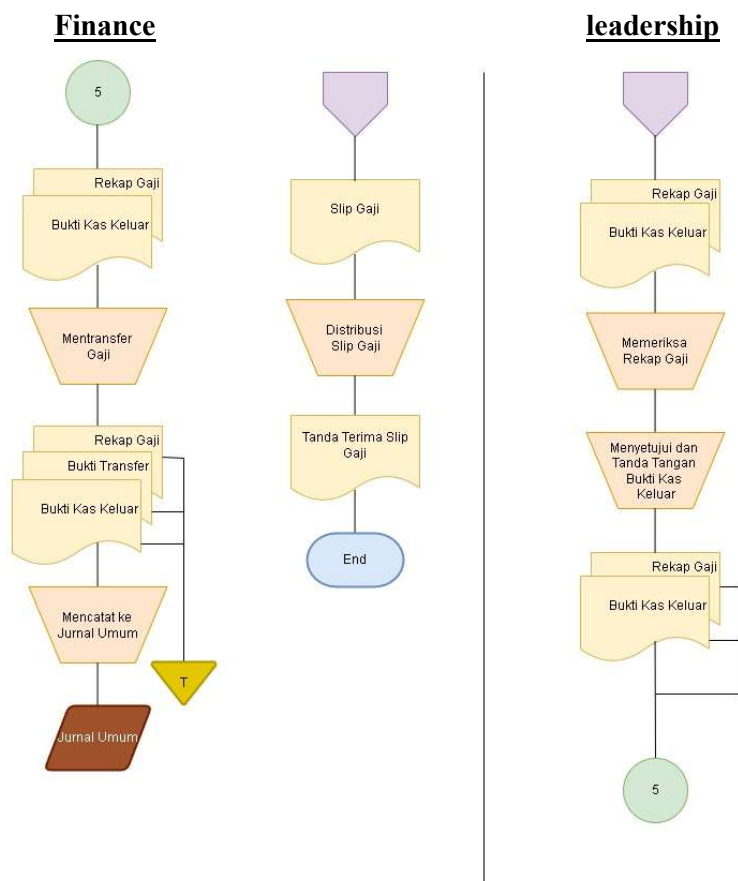 Finance
5
Rekap Gaji
Bukti Kas Keluar
Mentransfer
Gaji
Rekap Gaji
Bukti Transfer
Bukti Kas Keluar
Mencatat ke
Jurnal Umum
T
Jurnal Umum
Slip Gaji
Distribusi
Slip Gaji
Tanda Terima Slip
Gaji
End
leadership
Rekap Gaji
Bukti Kas Keluar
Memeriksa
Rekap Gaji
Menyetujui dan
Tanda Tangan
Bukti Kas
Keluar
Rekap Gaji
Bukti Kas Keluar
5